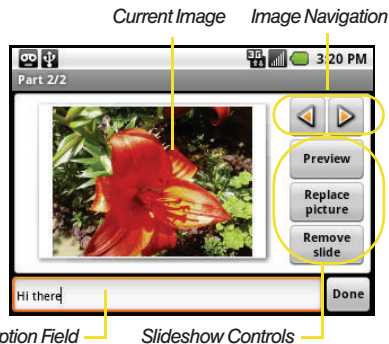 Current Image Image Navigation
3G 3:20 PM
Part 2/2
Preview
Replace
picture
Remove
slide
Hi there
Done
ption Field Slideshow Controls